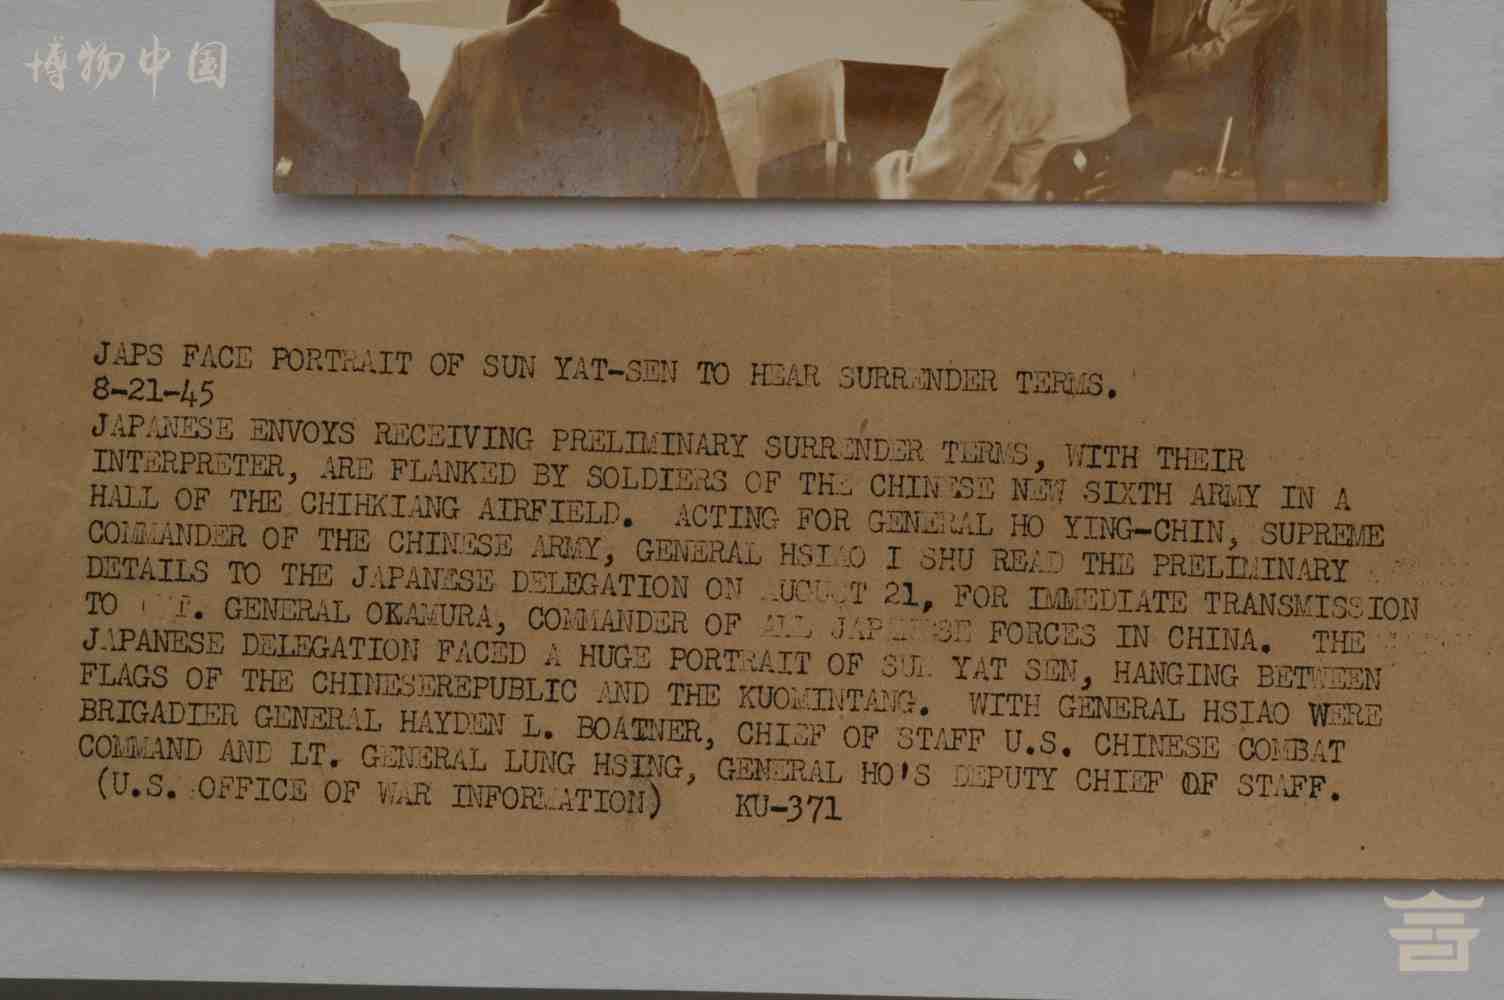 博物中国
JAPS FACE PORTRAIT OF SUN YAT-SEN TO HEAR SURRENDER TERMS.
8-21-45
JAPANESE ENVOYS RECEIVING PRELIMINARY SURRENDER TERMS, WITH THEIR
INTERPRETER, ARE FLANKED BY SOLDIERS OF THE CHINESE NEW SIXTH ARMY IN A
HALL OF THE CHIHKIANG AIRFIELD. ACTING FOR GENERAL HO YING-CHIN, SUPREME
COMMANDER OF THE CHINESE ARMY, GENERAL HSIAO I SHU READ THE PRELIMINARY
DETAILS TO THE JAPANESE DELEGATION ON AUGUST 21, FOR IMMEDIATE TRANSMISSION
TO GENERAL OKAMURA, COMMANDER OF ALL JAPANESE FORCES IN CHINA. THE
JAPANESE DELEGATION FACED A HUGE PORTRAIT OF SUN YAT SEN, HANGING BETWEEN
FLAGS OF THE CHINESEREPUBLIC AND THE KUOMINTANG. WITH GENERAL HSIAO WERE
BRIGADIER GENERAL HAYDEN L. BOATNER, CHIEF OF STAFF U.S. CHINESE COMBAT
COMMAND AND LT. GENERAL LUNG HSING, GENERAL HO'S DEPUTY CHIEF OF STAFF.
(U.S. OFFICE OF WAR INFORMATION) KU-371